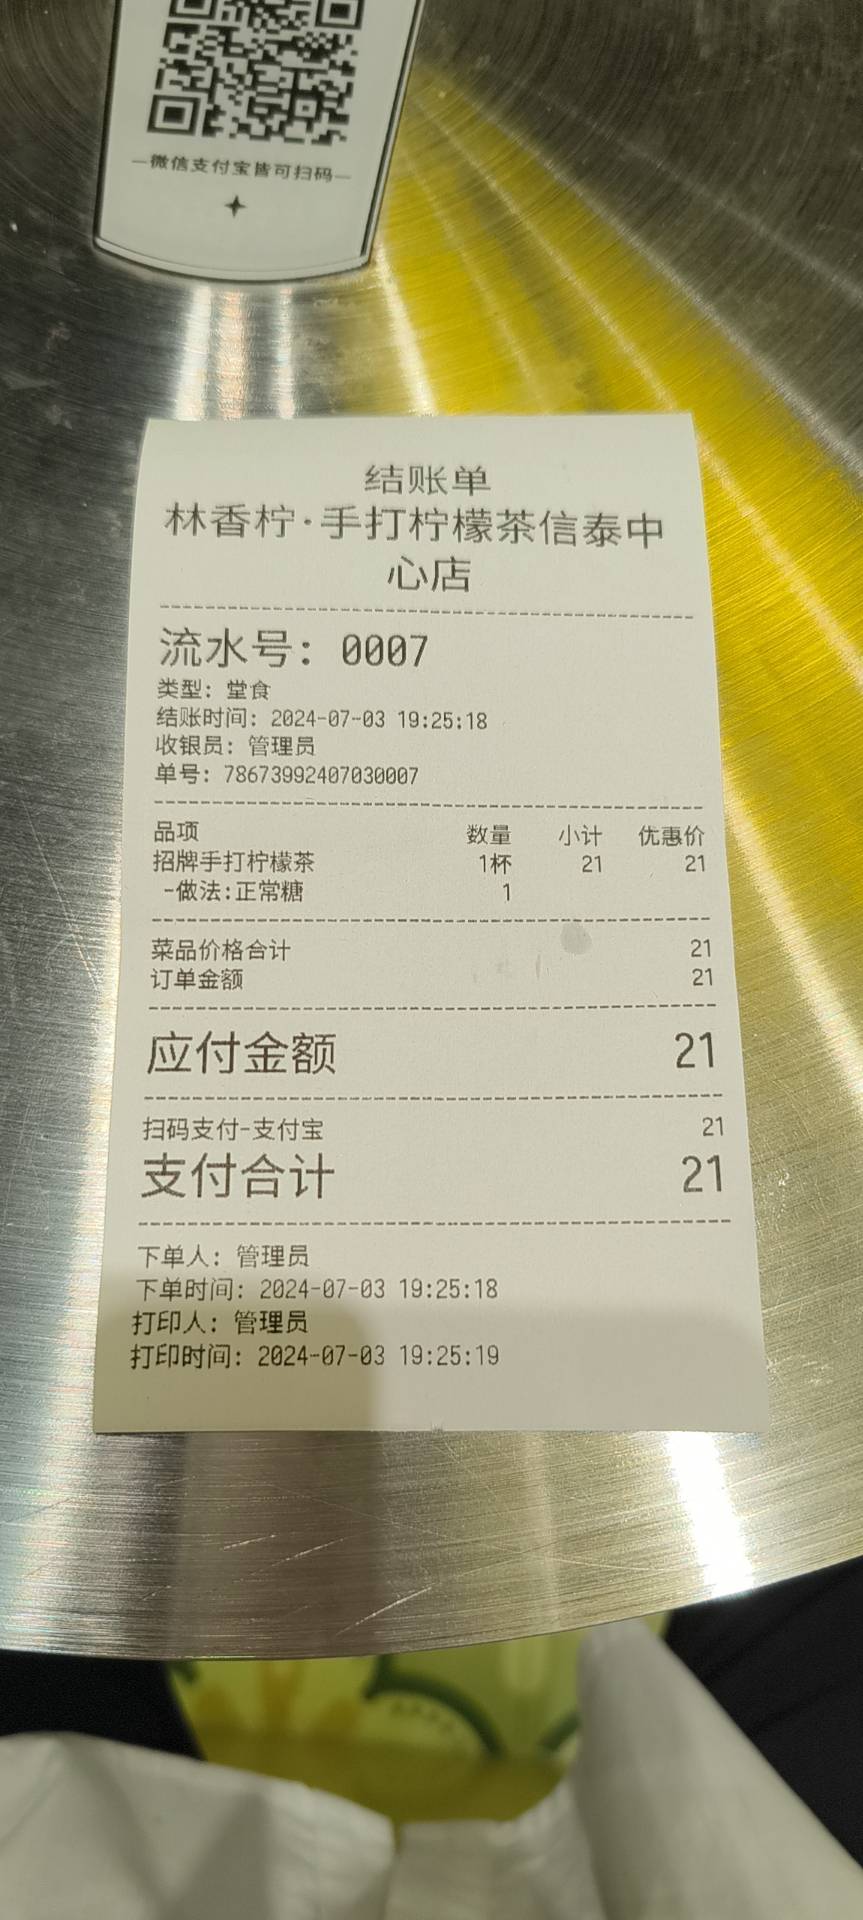 —微信支付宝皆可扫码—
结账单
林香柠·手打柠檬茶信泰中
心店
流水号: 0007
类型: 堂食
结账时间: 2024-07-03 19:25:18
收银员: 管理员
单号: 78673992407030007
品项 数量 小计 优惠价
招牌手打柠檬茶 1杯 21 21
-做法:正常糖 1
菜品价格合计 21
订单金额 21
应付金额 21
扫码支付-支付宝 21
支付合计 21
下单人: 管理员
下单时间: 2024-07-03 19:25:18
打印人: 管理员
打印时间: 2024-07-03 19:25:19